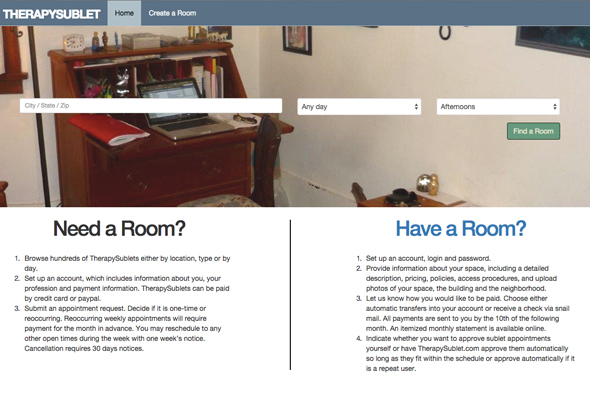 THERAPYSUBLET Home Create a Room
City / State / Zip Any day Afternoons
Find a Room
Need a Room?
1. Browse hundreds of TherapySublets either by location, type or by
day.
2. Set up an account, which includes information about you, your
profession and payment information. TherapySublets can be paid
by credit card or paypal.
3. Submit an appointment request. Decide if it is one-time or
reoccurring. Reoccurring weekly appointments will require
payment for the month in advance. You may reschedule to any
other open times during the week with one week's notice.
Cancellation requires 30 days notices.
Have a Room?
1. Set up an account, login and password.
2. Provide information about your space, including a detailed
description, pricing, policies, access procedures, and upload
photos of your space, the building and the neighborhood.
3. Let us know how you would like to be paid. Choose either
automatic transfers into your account or receive a check via snail
mail. All payments are sent to you by the 10th of the following
month. An itemized monthly statement is available online.
4. Indicate whether you want to approve sublet appointments
yourself or have TherapySublet.com approve them automatically
so long as they fit within the schedule or approve automatically if it
is a repeat user.